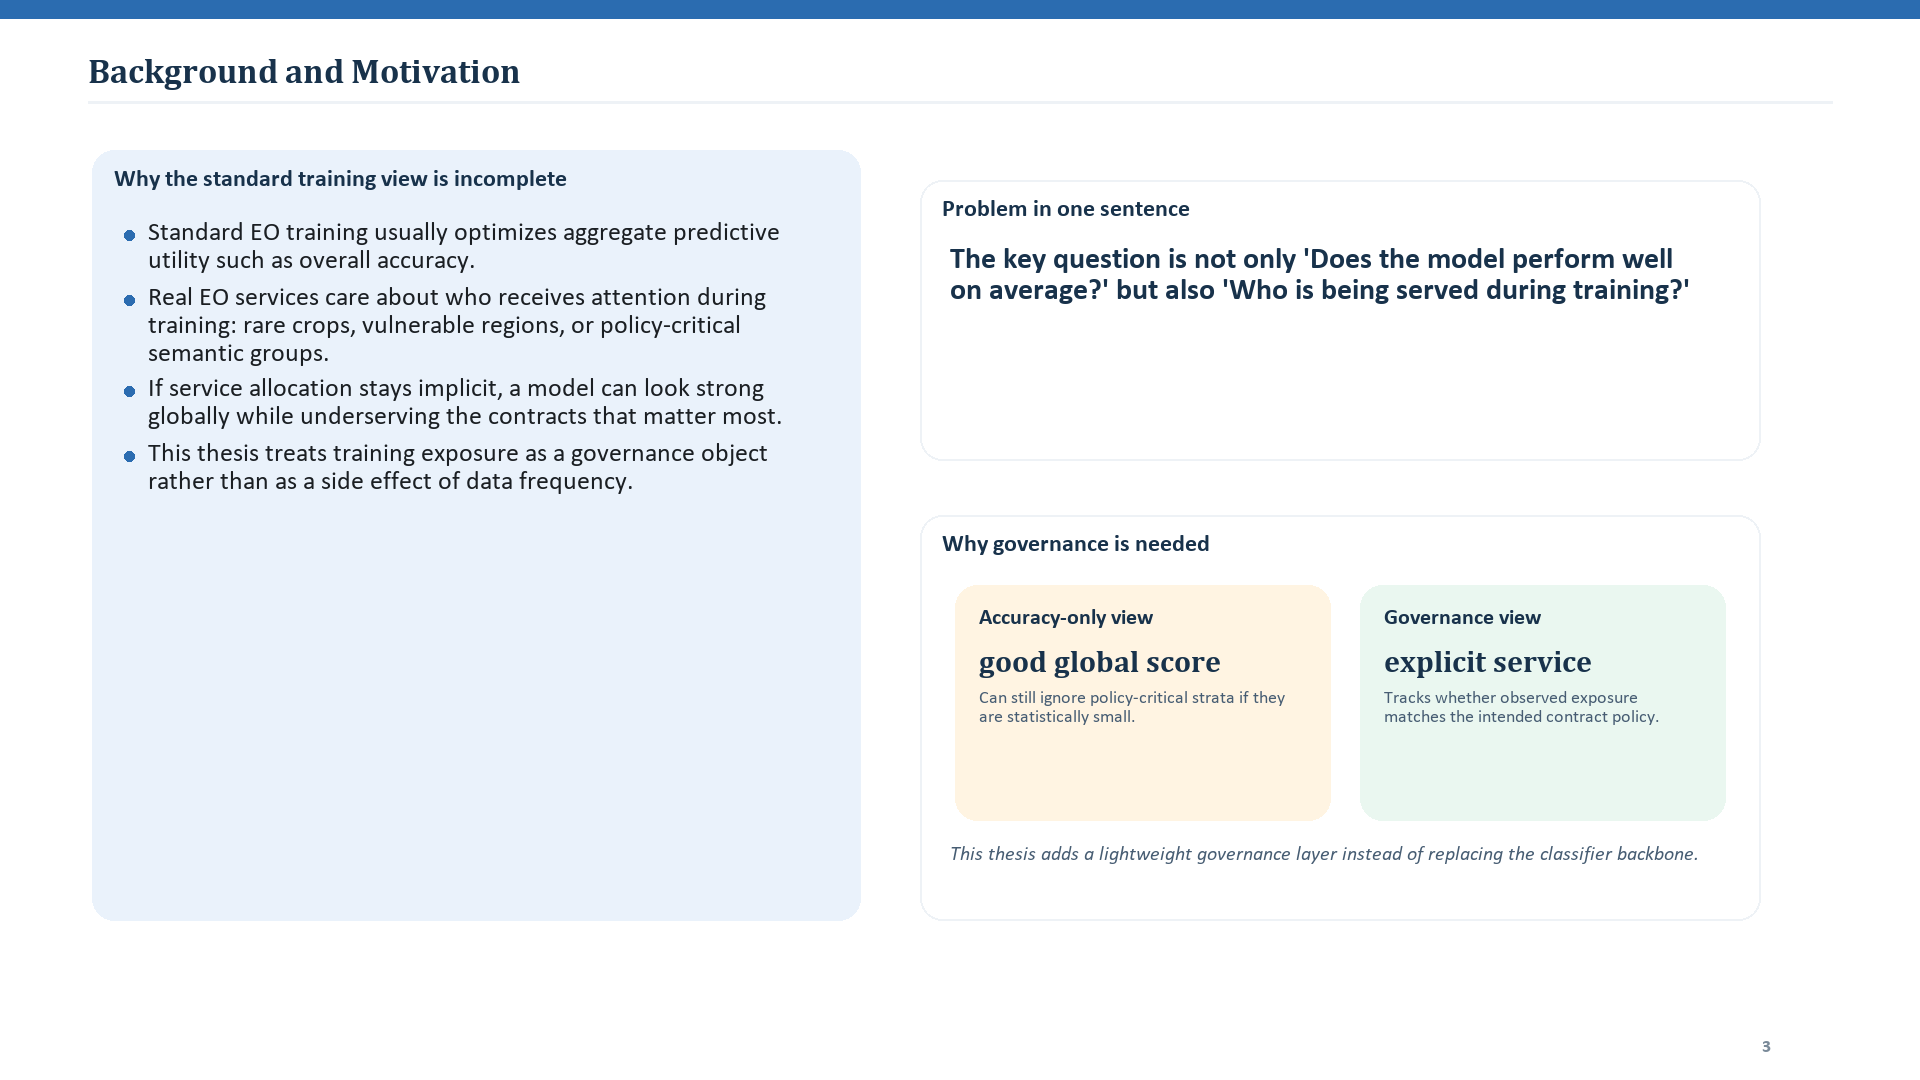 Background and Motivation
Why the standard training view is incomplete
Standard EO training usually optimizes aggregate predictive
utility such as overall accuracy.
Real EO services care about who receives attention during
training: rare crops, vulnerable regions, or policy-critical
semantic groups.
If service allocation stays implicit, a model can look strong
globally while underserving the contracts that matter most.
This thesis treats training exposure as a governance object
rather than as a side effect of data frequency.
Problem in one sentence
The key question is not only 'Does the model perform well
on average?' but also 'Who is being served during training?'
Why governance is needed
Accuracy-only view
good global score
Can still ignore policy-critical strata if they
are statistically small.
Governance view
explicit service
Tracks whether observed exposure
matches the intended contract policy.
This thesis adds a lightweight governance layer instead of replacing the classifier backbone.
3